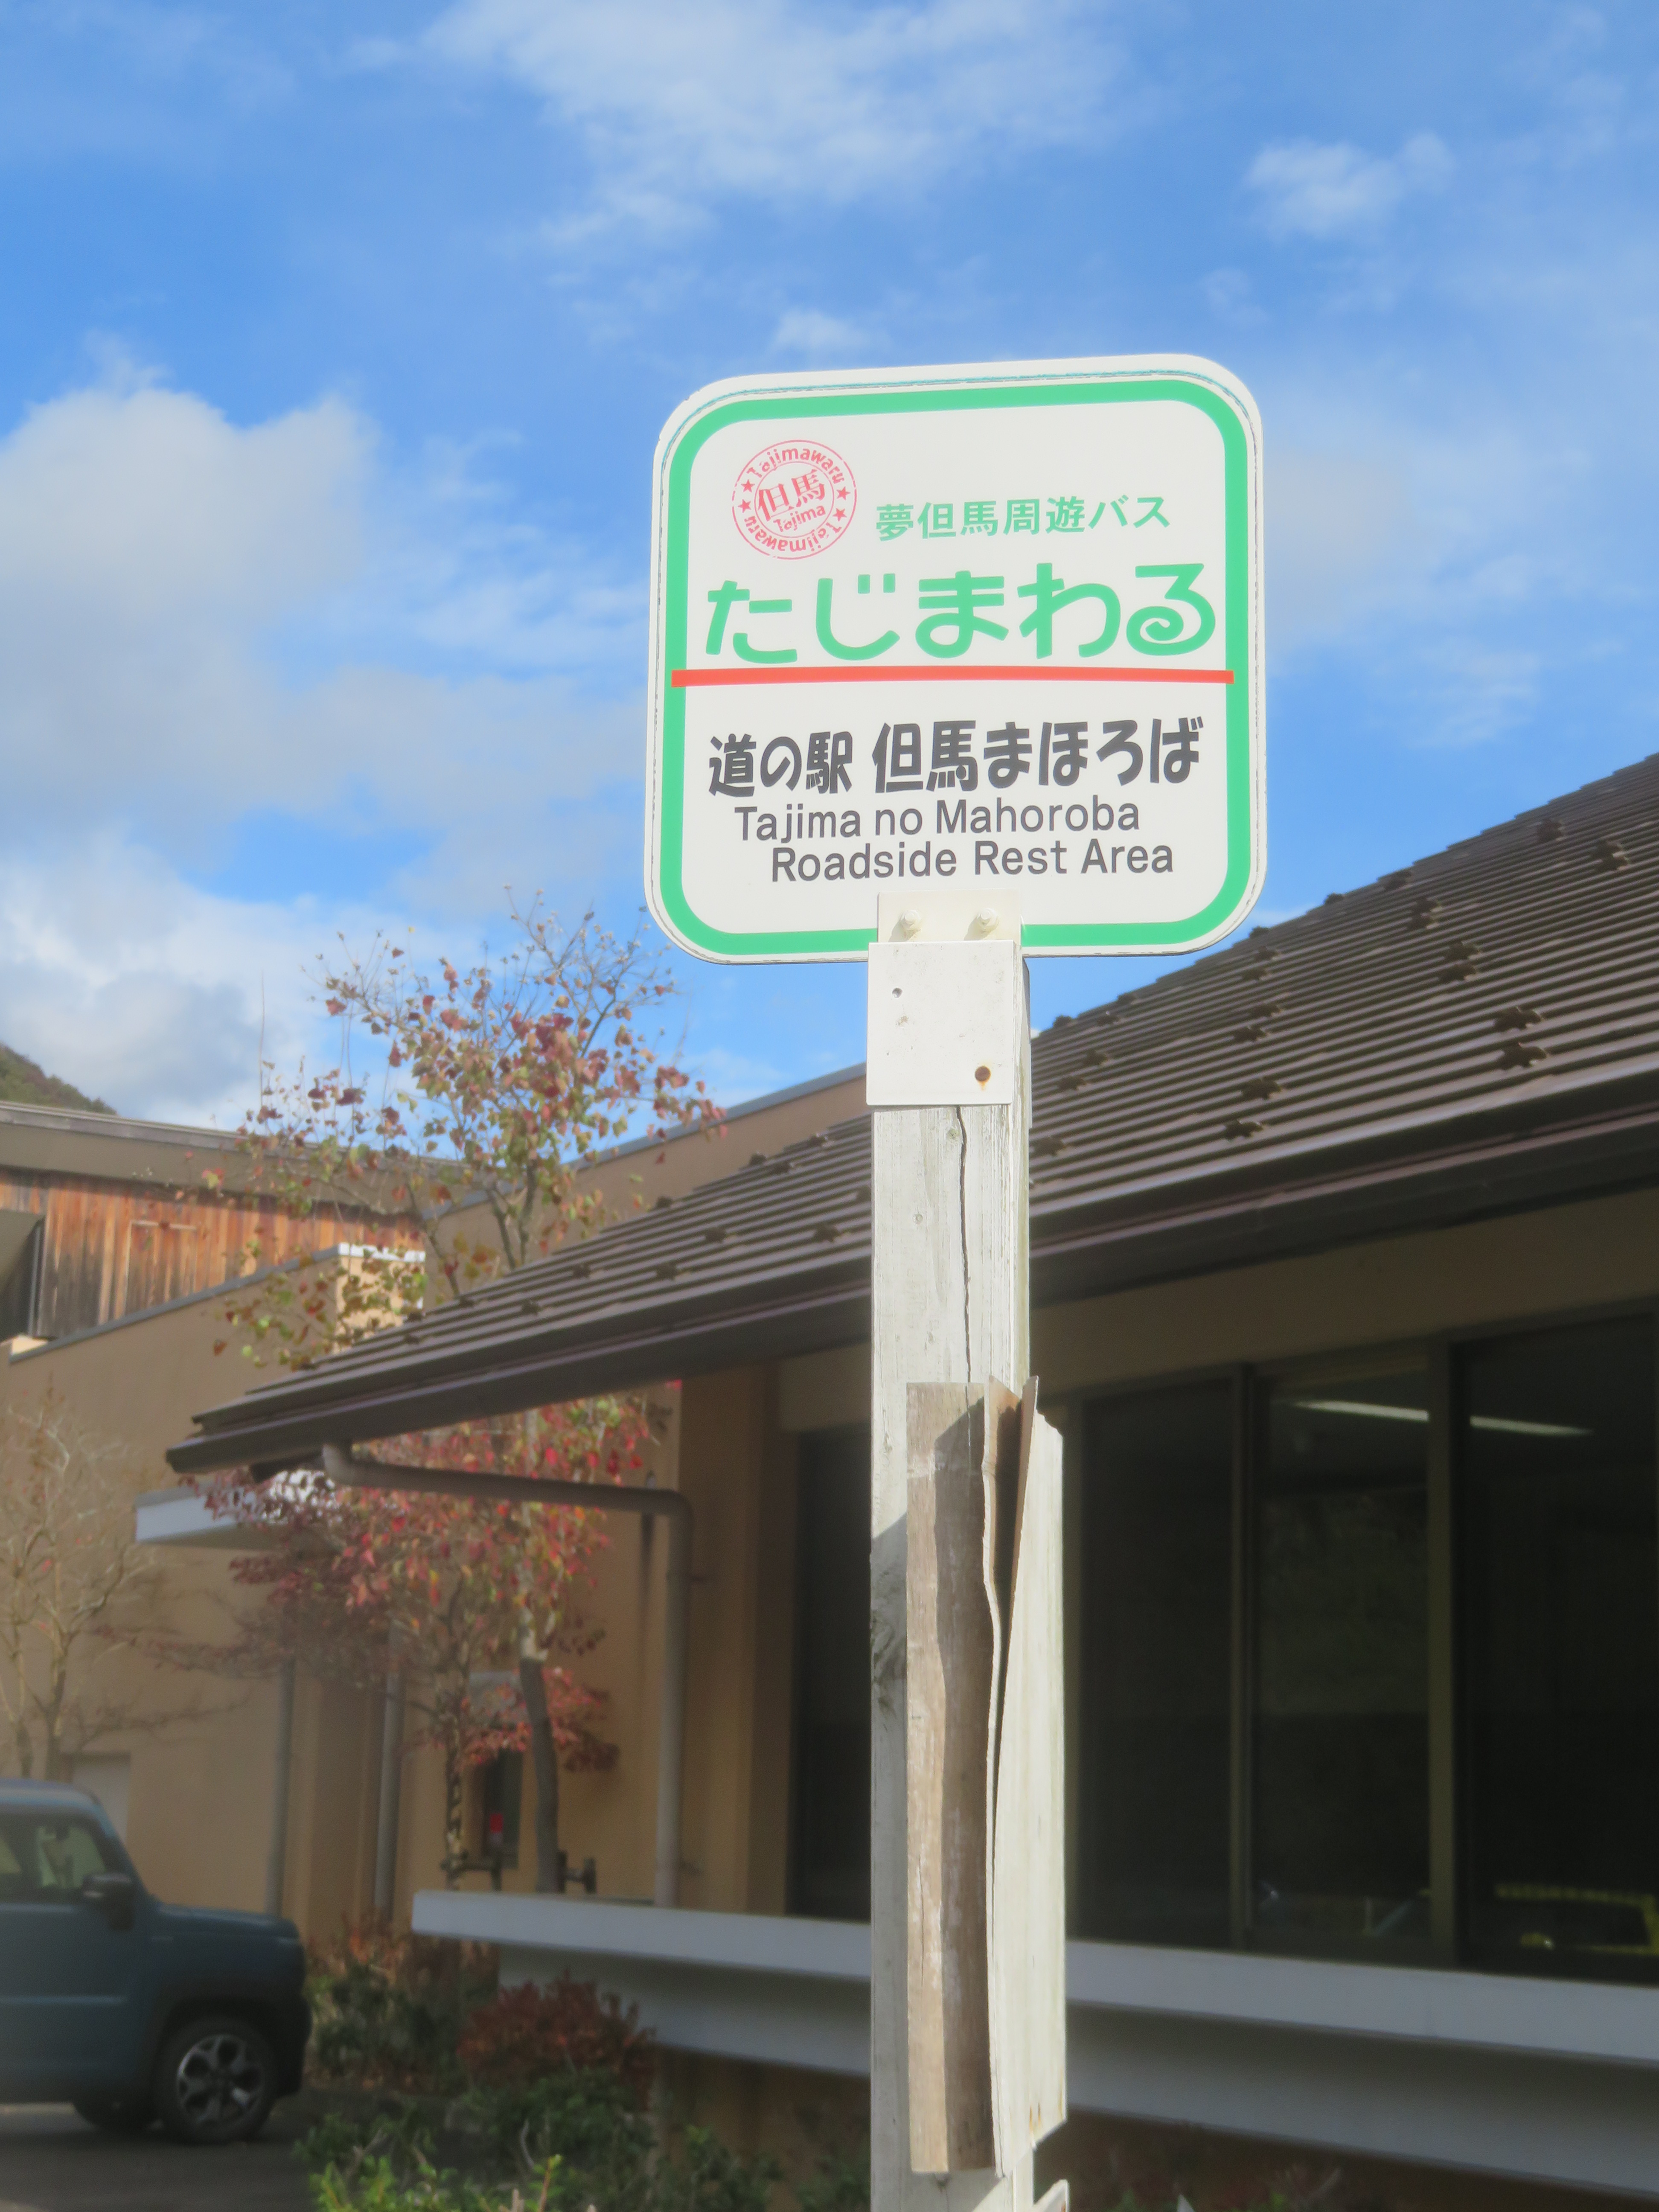 Tajimawaru
但馬
Tajima
Tajimawaru
夢但馬周遊バス
たじまわる
道の駅 但馬まほろば
Tajima no Mahoroba
Roadside Rest Area